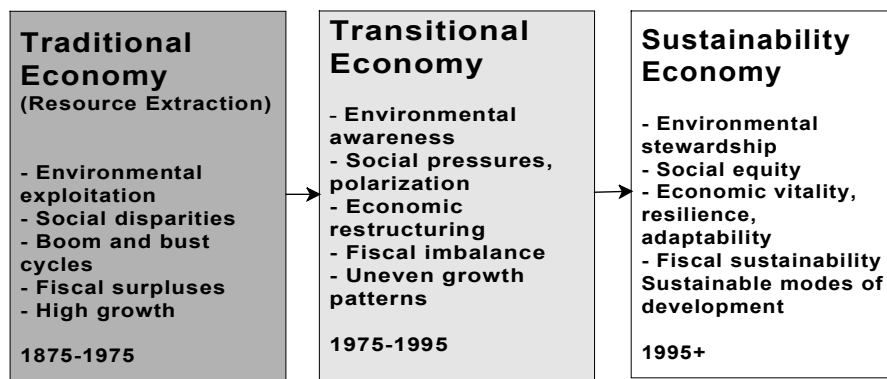 Traditional
Economy
(Resource Extraction)
- Environmental
exploitation
- Social disparities
- Boom and bust
cycles
- Fiscal surpluses
- High growth
1875-1975
Transitional
Economy
- Environmental
awareness
- Social pressures,
polarization
- Economic
restructuring
- Fiscal imbalance
- Uneven growth
patterns
1975-1995
Sustainability
Economy
- Environmental
stewardship
- Social equity
- Economic vitality,
resilience,
adaptability
- Fiscal sustainability
Sustainable modes of
development
1995+